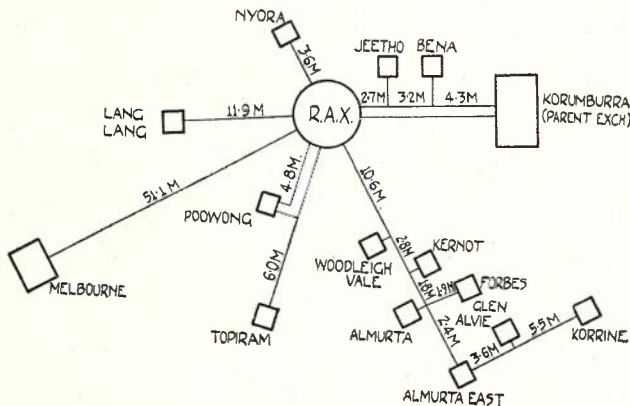 NYORA
3·6M
JEETHO
BENA
2·7M
3·2M
4·3M
KORUMBURRA
(PARENT EXCH)
LANG
LANG
11·9 M
R.A.X.
51·1 M
MELBOURNE
4·8M.
POOWONG
6·0M
TOPIRAM
10·6M
WOODLEIGH
VALE
2·8M
KERNOT
1·8M
1·9M
FORBES
ALMURTA
2·4M
GLEN
ALVIE
3·6M
5·5M
KORRINE
ALMURTA EAST